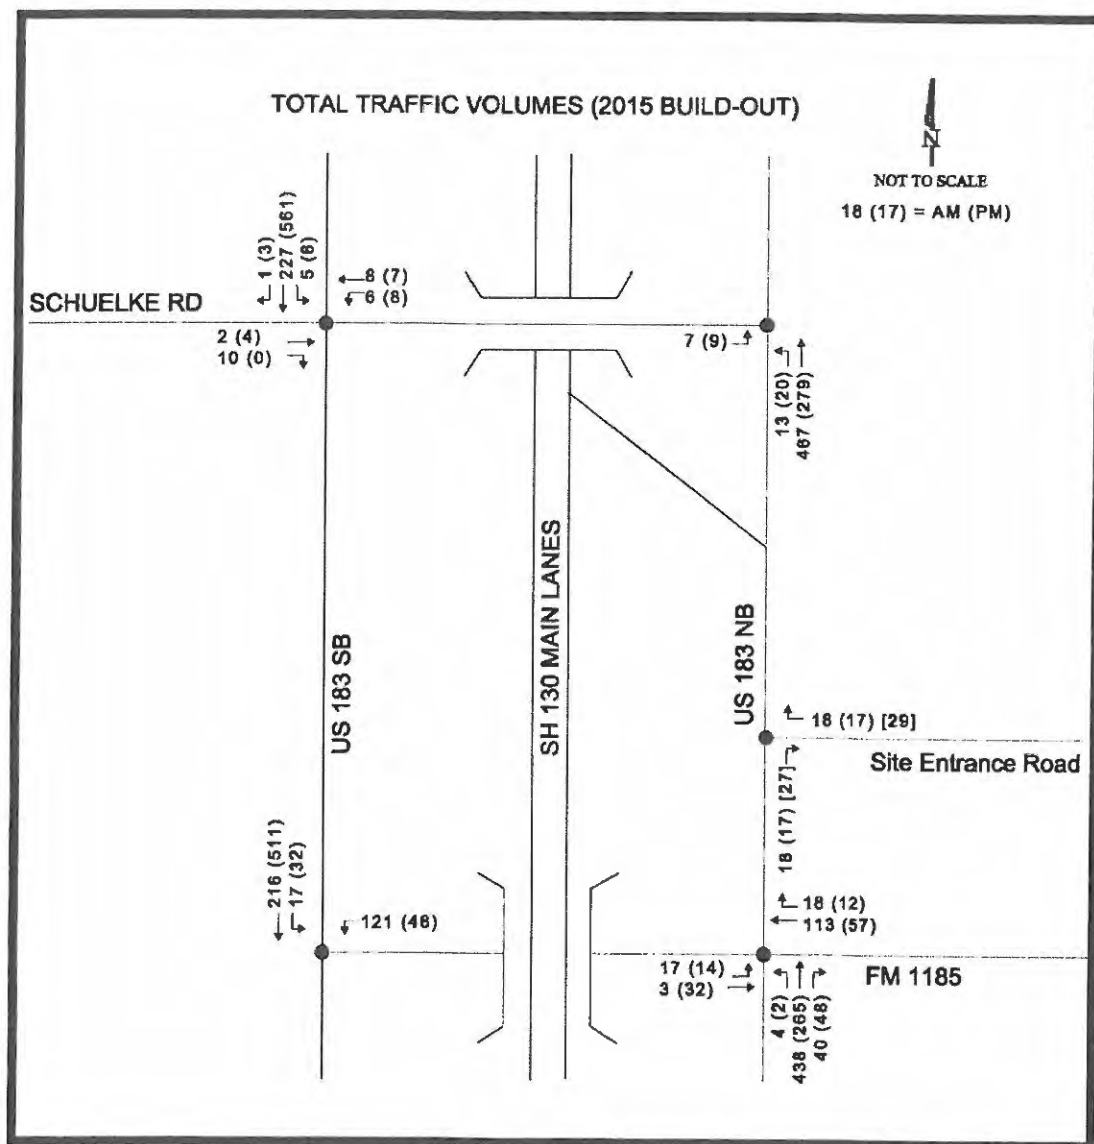 TOTAL TRAFFIC VOLUMES (2015 BUILD-OUT)
N
NOT TO SCALE
18 (17) = AM (PM)
1 (3)
227 (561)
5 (6)
8 (7)
6 (8)
SCHUELKE RD
2 (4)
10 (0)
7 (9)
13 (20)
467 (279)
US 183 SB
SH 130 MAIN LANES
US 183 NB
18 (17) [29]
Site Entrance Road
18 (17) [27]
216 (511)
17 (32)
121 (48)
18 (12)
113 (57)
17 (14)
3 (32)
FM 1185
4 (2)
438 (265)
40 (48)